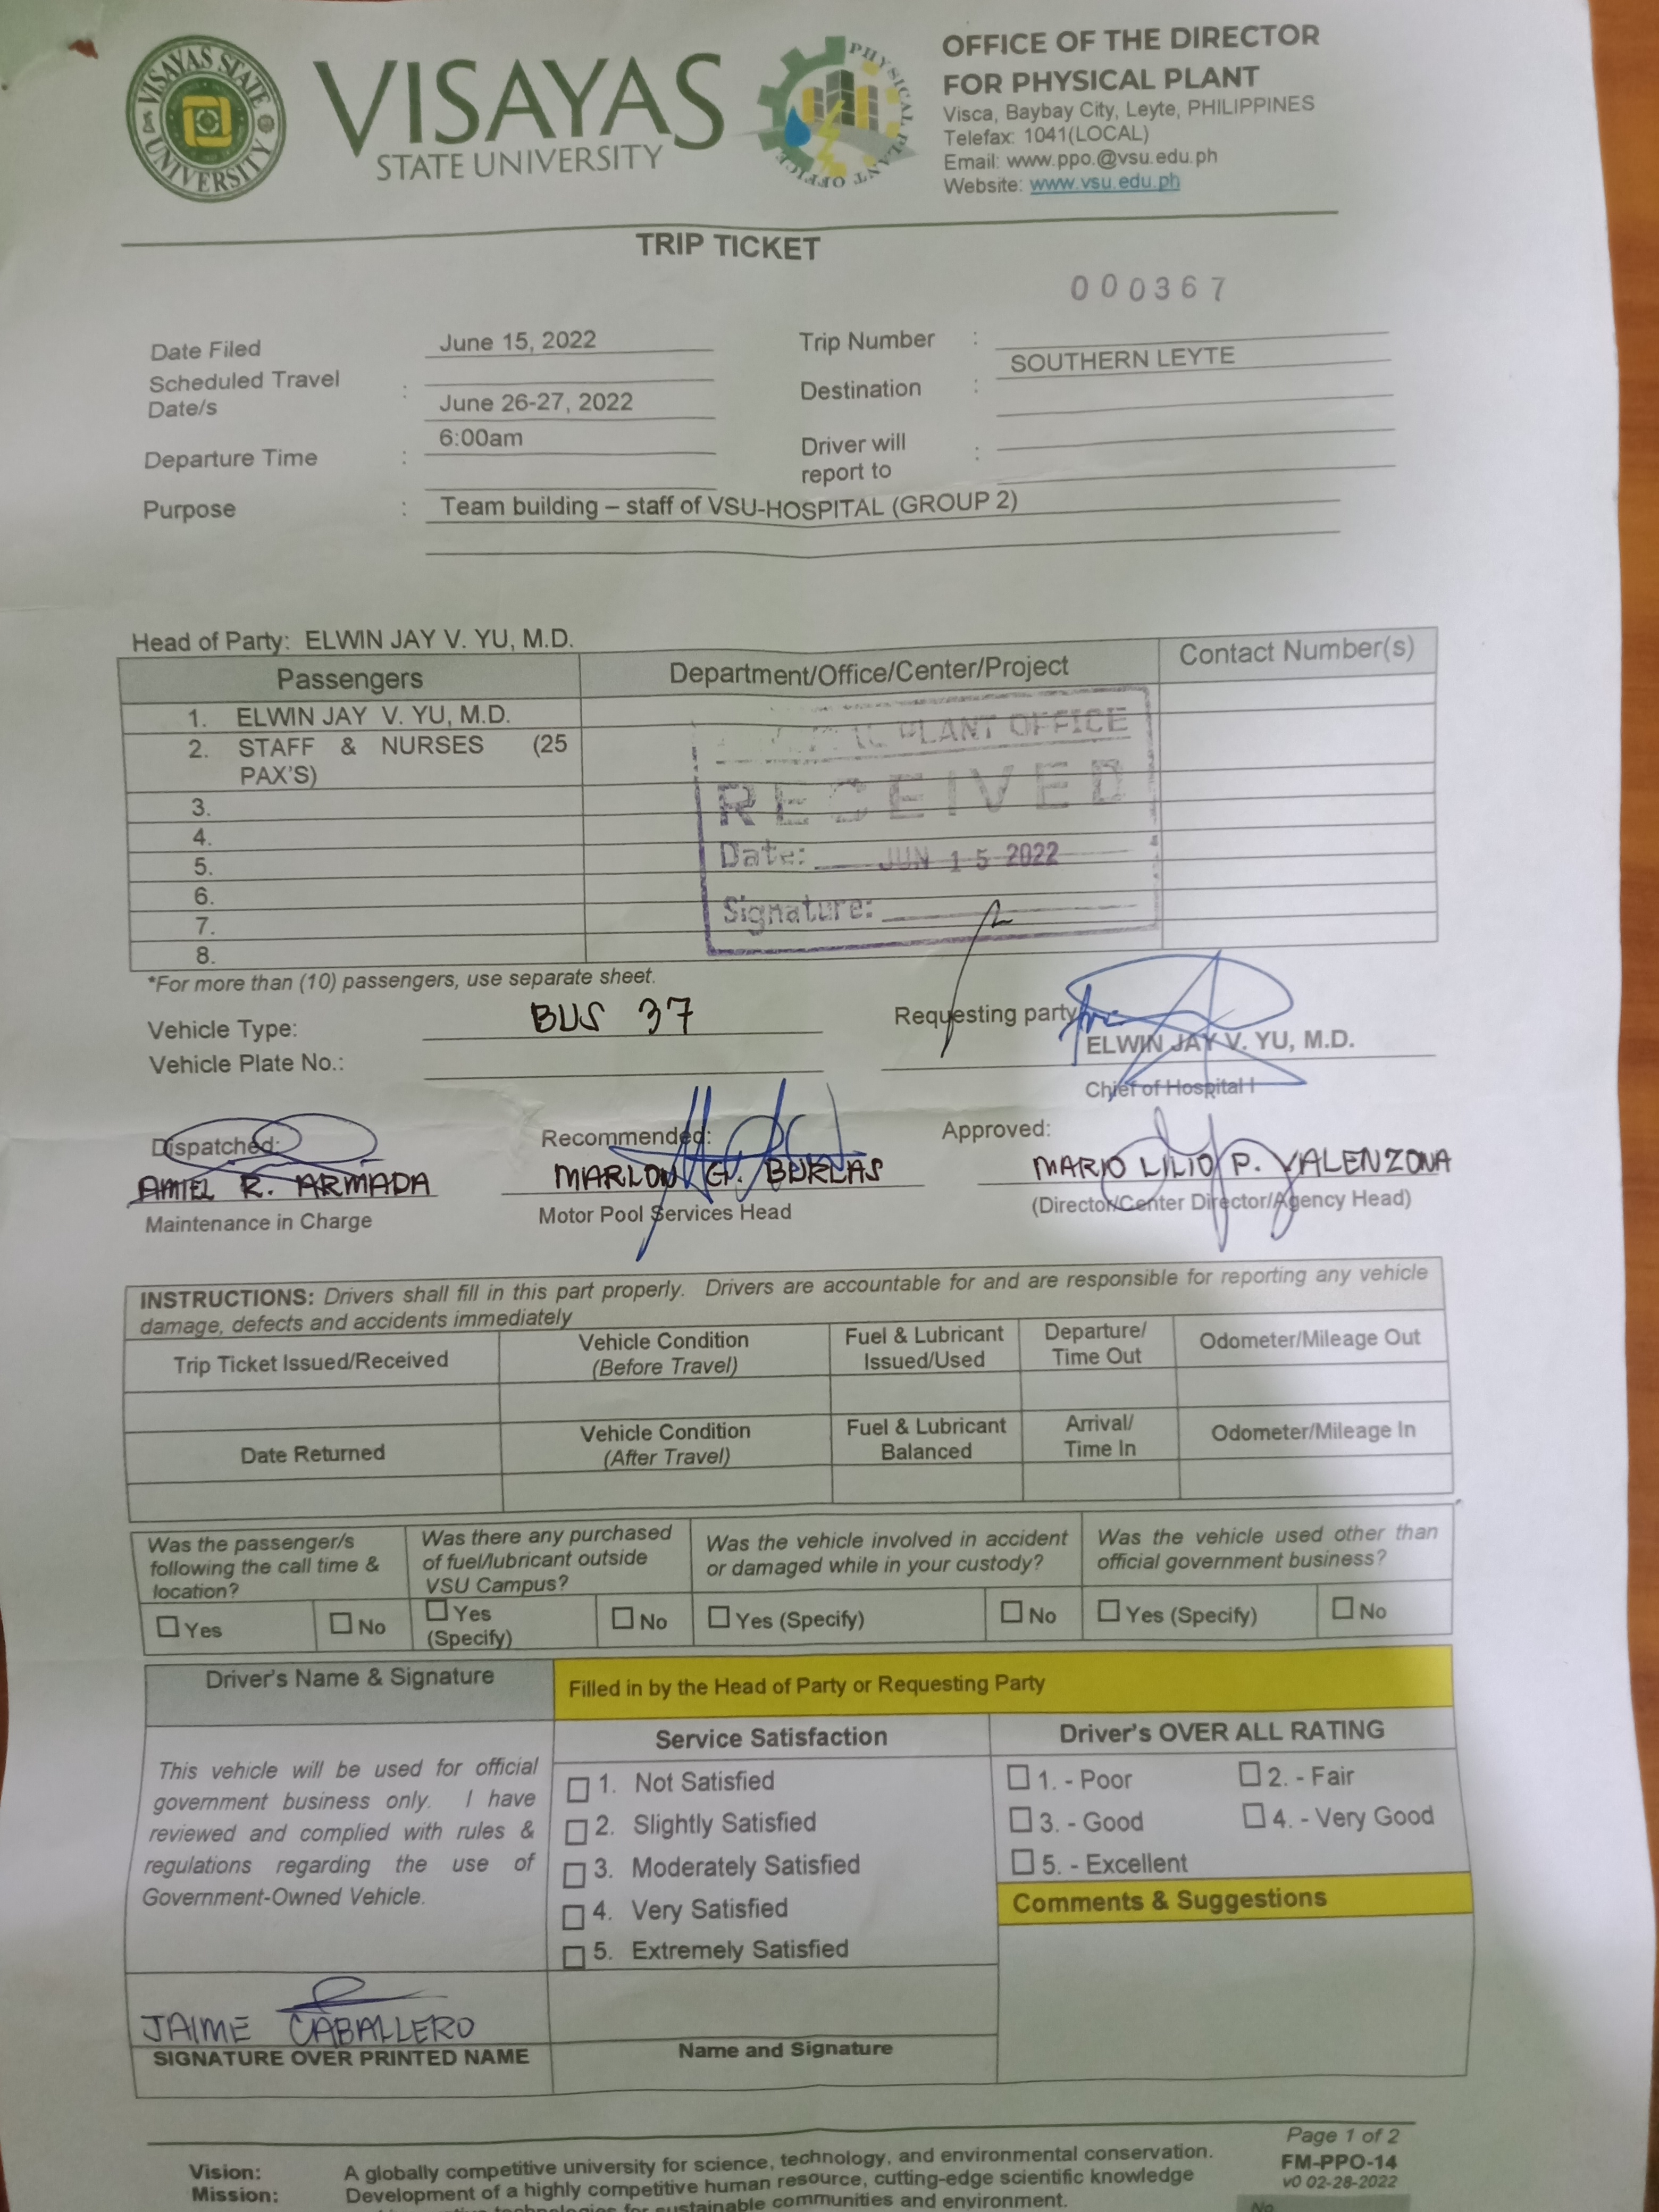 VISAYAS STATE UNIVERSITY
VISAYAS
STATE UNIVERSITY
PHYSICAL PLANT OFFICE
OFFICE OF THE DIRECTOR
FOR PHYSICAL PLANT
Visca, Baybay City, Leyte, PHILIPPINES
Telefax: 1041(LOCAL)
Email: www.ppo.@vsu.edu.ph
Website: www.vsu.edu.ph
TRIP TICKET
000367
Date Filed June 15, 2022 Trip Number :
Scheduled Travel Date/s : June 26-27, 2022 Destination : SOUTHERN LEYTE
Departure Time : 6:00am Driver will report to :
Purpose : Team building – staff of VSU-HOSPITAL (GROUP 2)
Head of Party: ELWIN JAY V. YU, M.D.
Passengers Department/Office/Center/Project Contact Number(s)
1. ELWIN JAY V. YU, M.D.
2. STAFF & NURSES (25
PAX'S)
3.
4.
5.
6.
7.
8.
PLANT OFFICE
RECEIVED
Date: JUN 15 2022
Signature:
*For more than (10) passengers, use separate sheet.
Vehicle Type: BUS 37
Vehicle Plate No.:
Requesting party
ELWIN JAY V. YU, M.D.
Chief of Hospital I
Dispatched: Recommended: Approved:
AMIEL R. ARMADA MARLON G. BURLAS MARIO LILIO P. VALENZONA
Maintenance in Charge Motor Pool Services Head (Director/Center Director/Agency Head)
INSTRUCTIONS: Drivers shall fill in this part properly. Drivers are accountable for and are responsible for reporting any vehicle
damage, defects and accidents immediately
Trip Ticket Issued/Received Vehicle Condition (Before Travel) Fuel & Lubricant Issued/Used Departure/ Time Out Odometer/Mileage Out
Date Returned Vehicle Condition (After Travel) Fuel & Lubricant Balanced Arrival/ Time In Odometer/Mileage In
Was the passenger/s following the call time & location?
Yes No
Was there any purchased of fuel/lubricant outside VSU Campus?
Yes (Specify) No
Was the vehicle involved in accident or damaged while in your custody?
Yes (Specify) No
Was the vehicle used other than official government business?
Yes (Specify) No
Driver's Name & Signature
This vehicle will be used for official
government business only. I have
reviewed and complied with rules &
regulations regarding the use of
Government-Owned Vehicle.
JAIME CABALLERO
SIGNATURE OVER PRINTED NAME
Filled in by the Head of Party or Requesting Party
Service Satisfaction
1. Not Satisfied
2. Slightly Satisfied
3. Moderately Satisfied
4. Very Satisfied
5. Extremely Satisfied
Name and Signature
Driver's OVER ALL RATING
1. - Poor 2. - Fair
3. - Good 4. - Very Good
5. - Excellent
Comments & Suggestions
Vision: A globally competitive university for science, technology, and environmental conservation.
Mission: Development of a highly competitive human resource, cutting-edge scientific knowledge
technologies for sustainable communities and environment.
Page 1 of 2
FM-PPO-14
v0 02-28-2022
No.